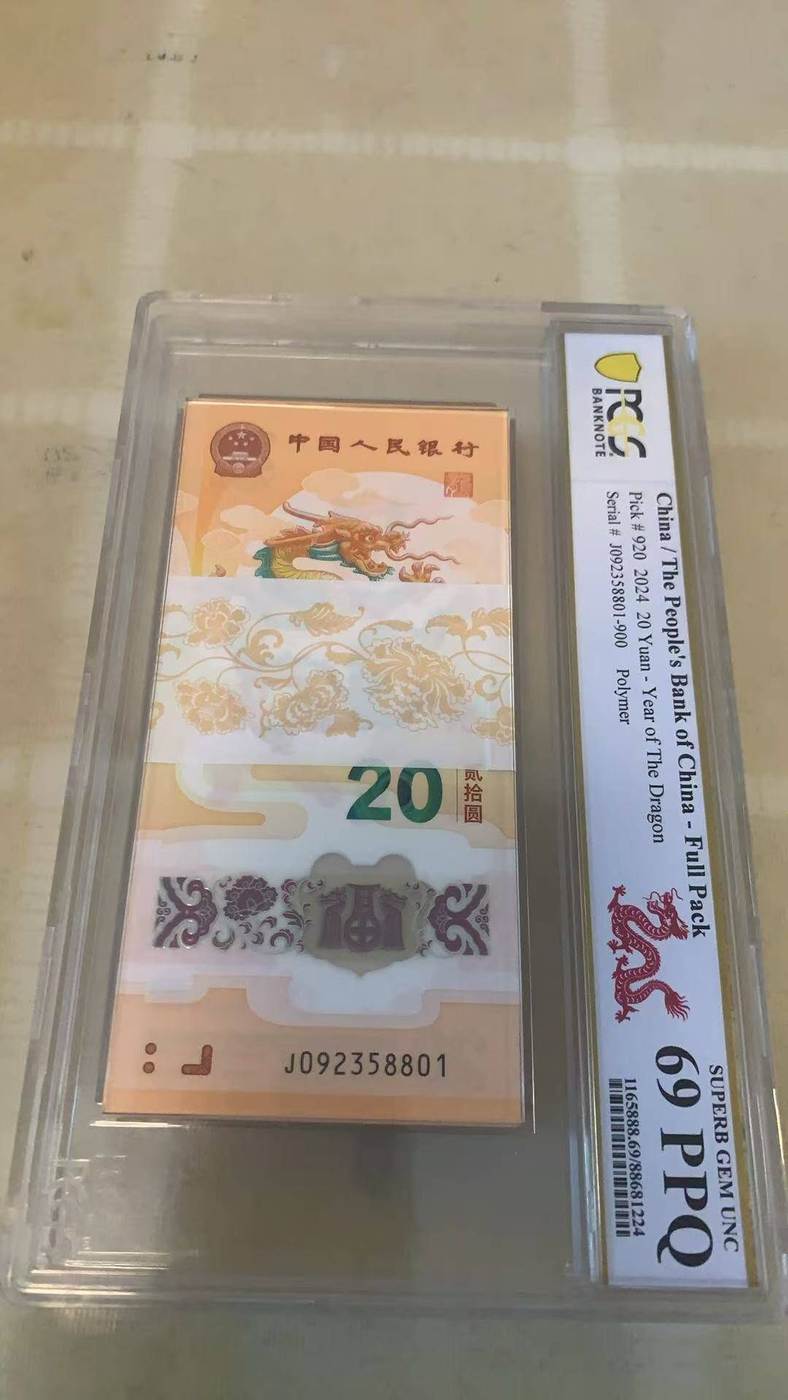 中国人民银行
20
贰拾圆
J092358801
PCGS
BANKNOTE
China / The People's Bank of China - Full Pack
Pick # 920 2024 20 Yuan - Year of The Dragon
Serial # J092358801-900 Polymer
SUPERB GEM UNC
69 PPQ
1165888.69/88681224